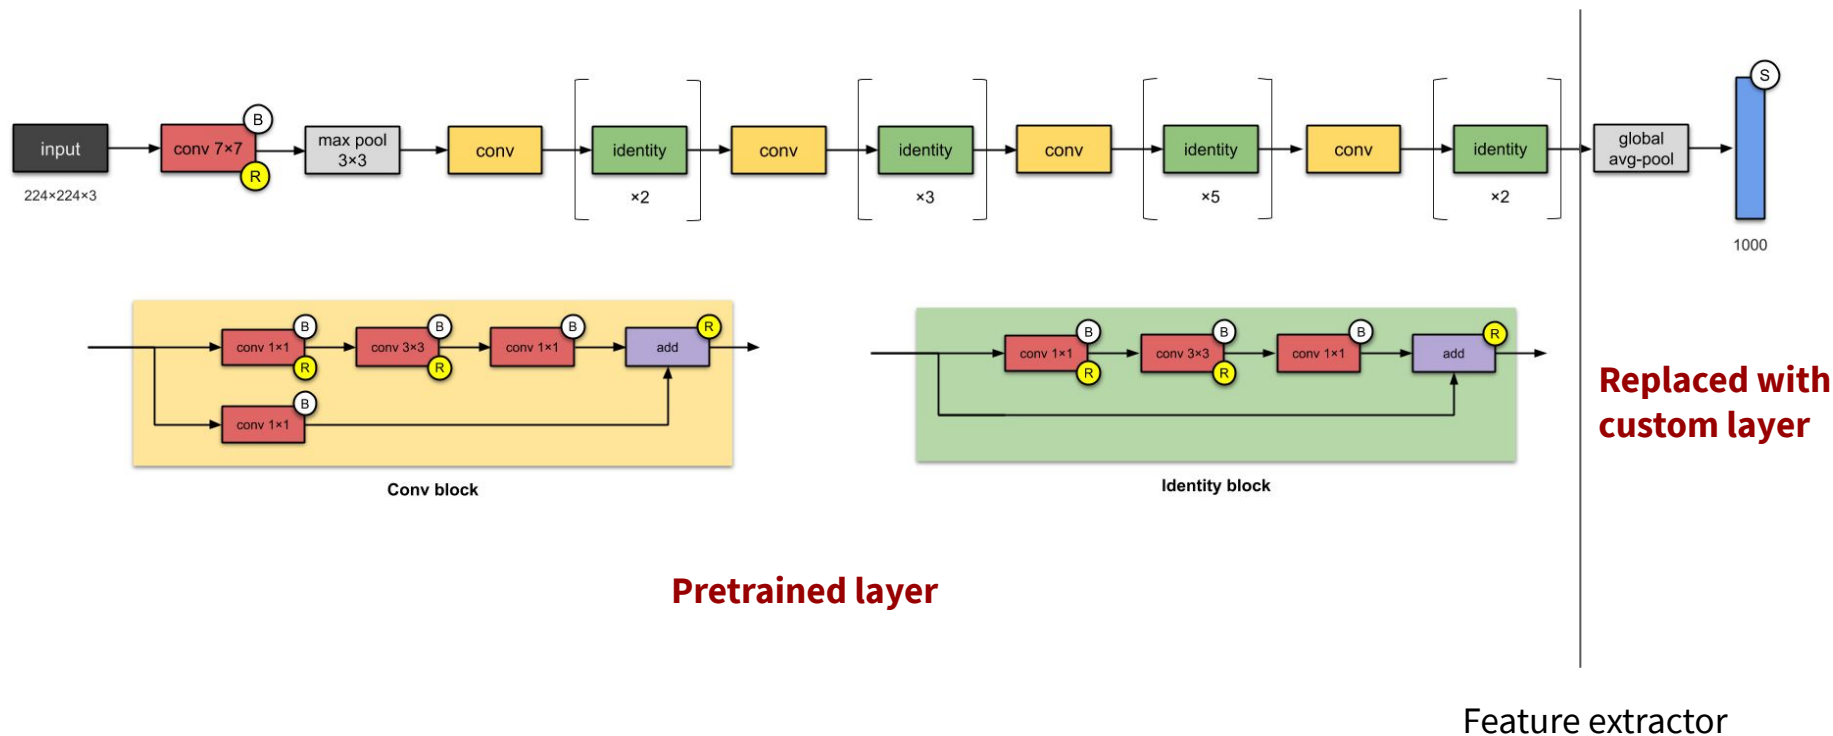 input
224×224×3
conv 7×7
B
R
max pool
3×3
conv
identity
×2
conv
identity
×3
conv
identity
×5
conv
identity
×2
global
avg-pool
S
1000
conv 1×1
B
R
conv 3×3
B
R
conv 1×1
B
add
R
conv 1×1
B
Conv block
conv 1×1
B
R
conv 3×3
B
R
conv 1×1
B
add
R
Identity block
Replaced with
custom layer
Pretrained layer
Feature extractor